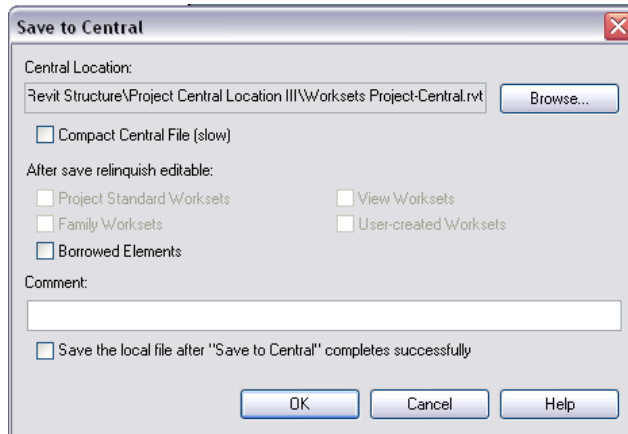 Save to Central
Central Location:
Revit Structure\Project Central Location III\Worksets Project-Central.rvt
Browse...
Compact Central File (slow)
After save relinquish editable:
Project Standard Worksets
View Worksets
Family Worksets
User-created Worksets
Borrowed Elements
Comment:
Save the local file after "Save to Central" completes successfully
OK
Cancel
Help